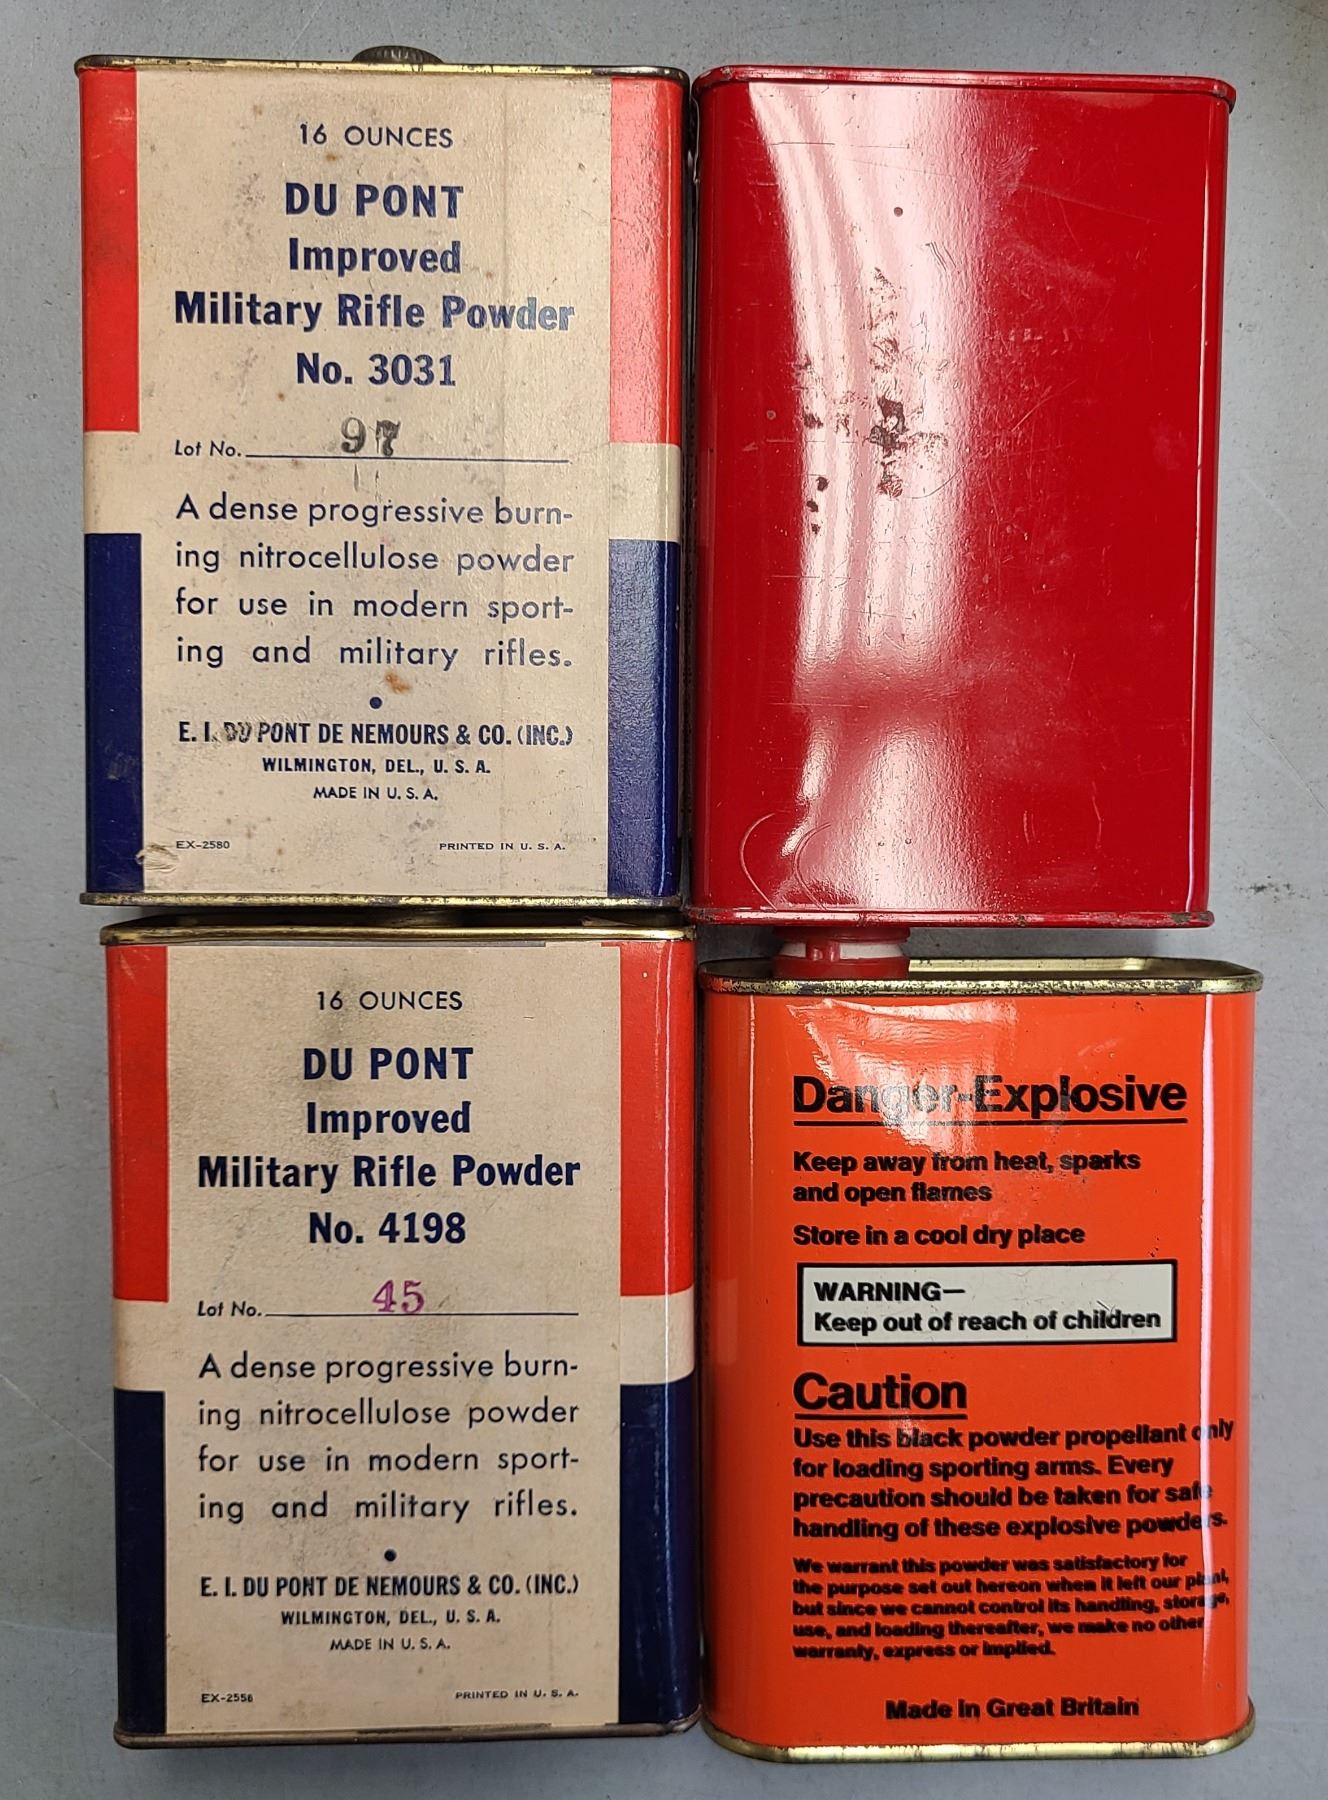 16 OUNCES
DU PONT
Improved
Military Rifle Powder
No. 3031
Lot No. 97
A dense progressive burn-
ing nitrocellulose powder
for use in modern sport-
ing and military rifles.
E. I. DU PONT DE NEMOURS & CO. (INC.)
WILMINGTON, DEL., U. S. A.
MADE IN U. S. A.
EX-2580 PRINTED IN U. S. A.
16 OUNCES
DU PONT
Improved
Military Rifle Powder
No. 4198
Lot No. 45
A dense progressive burn-
ing nitrocellulose powder
for use in modern sport-
ing and military rifles.
E. I. DU PONT DE NEMOURS & CO. (INC.)
WILMINGTON, DEL., U. S. A.
MADE IN U. S. A.
EX-2556 PRINTED IN U. S. A.
Danger-Explosive
Keep away from heat, sparks
and open flames
Store in a cool dry place
WARNING—
Keep out of reach of children
Caution
Use this black powder propellant only
for loading sporting arms. Every
precaution should be taken for safe
handling of these explosive powders.
We warrant this powder was satisfactory for
the purpose set out hereon when it left our plant,
but since we cannot control its handling, storage,
use, and loading thereafter, we make no other
warranty, express or implied.
Made in Great Britain